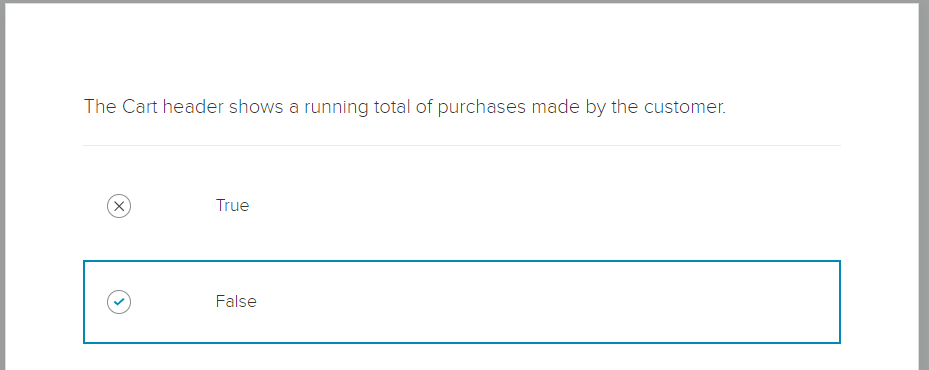 The Cart header shows a running total of purchases made by the customer.
True
False